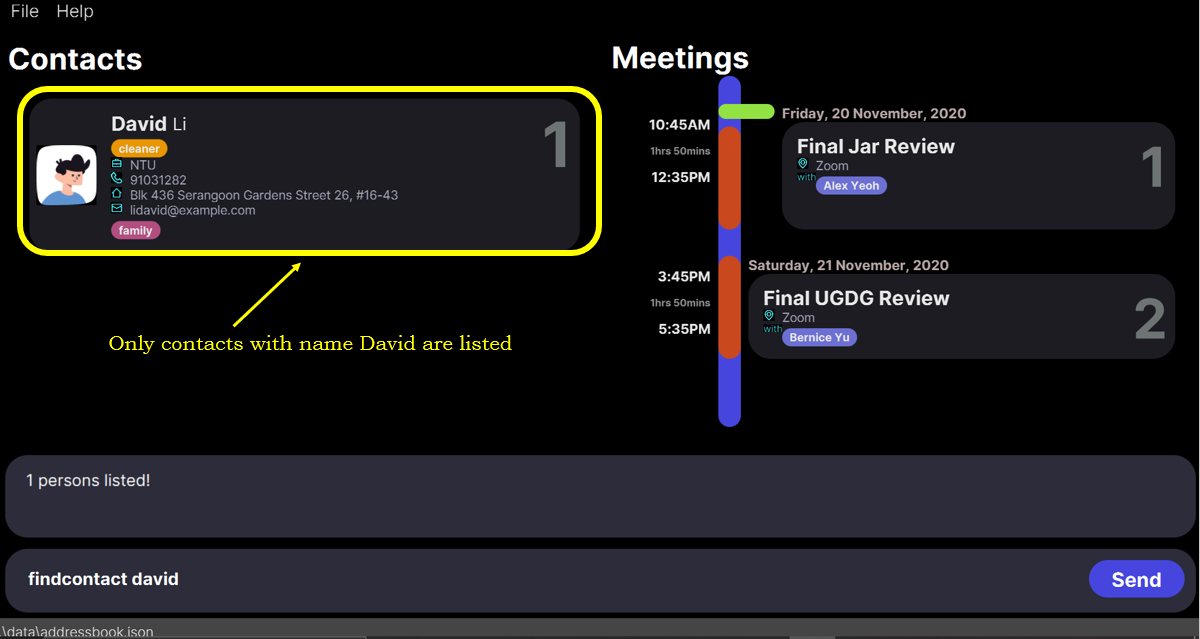 File Help
Contacts
David Li
1
cleaner
NTU
91031282
Blk 436 Serangoon Gardens Street 26, #16-43
lidavid@example.com
family
Only contacts with name David are listed
Meetings
Friday, 20 November, 2020
10:45AM
1hrs 50mins
12:35PM
Final Jar Review
1
Zoom
with Alex Yeoh
Saturday, 21 November, 2020
3:45PM
1hrs 50mins
5:35PM
Final UGDG Review
2
Zoom
with Bernice Yu
1 persons listed!
findcontact david
Send
.\data\addressbook.json